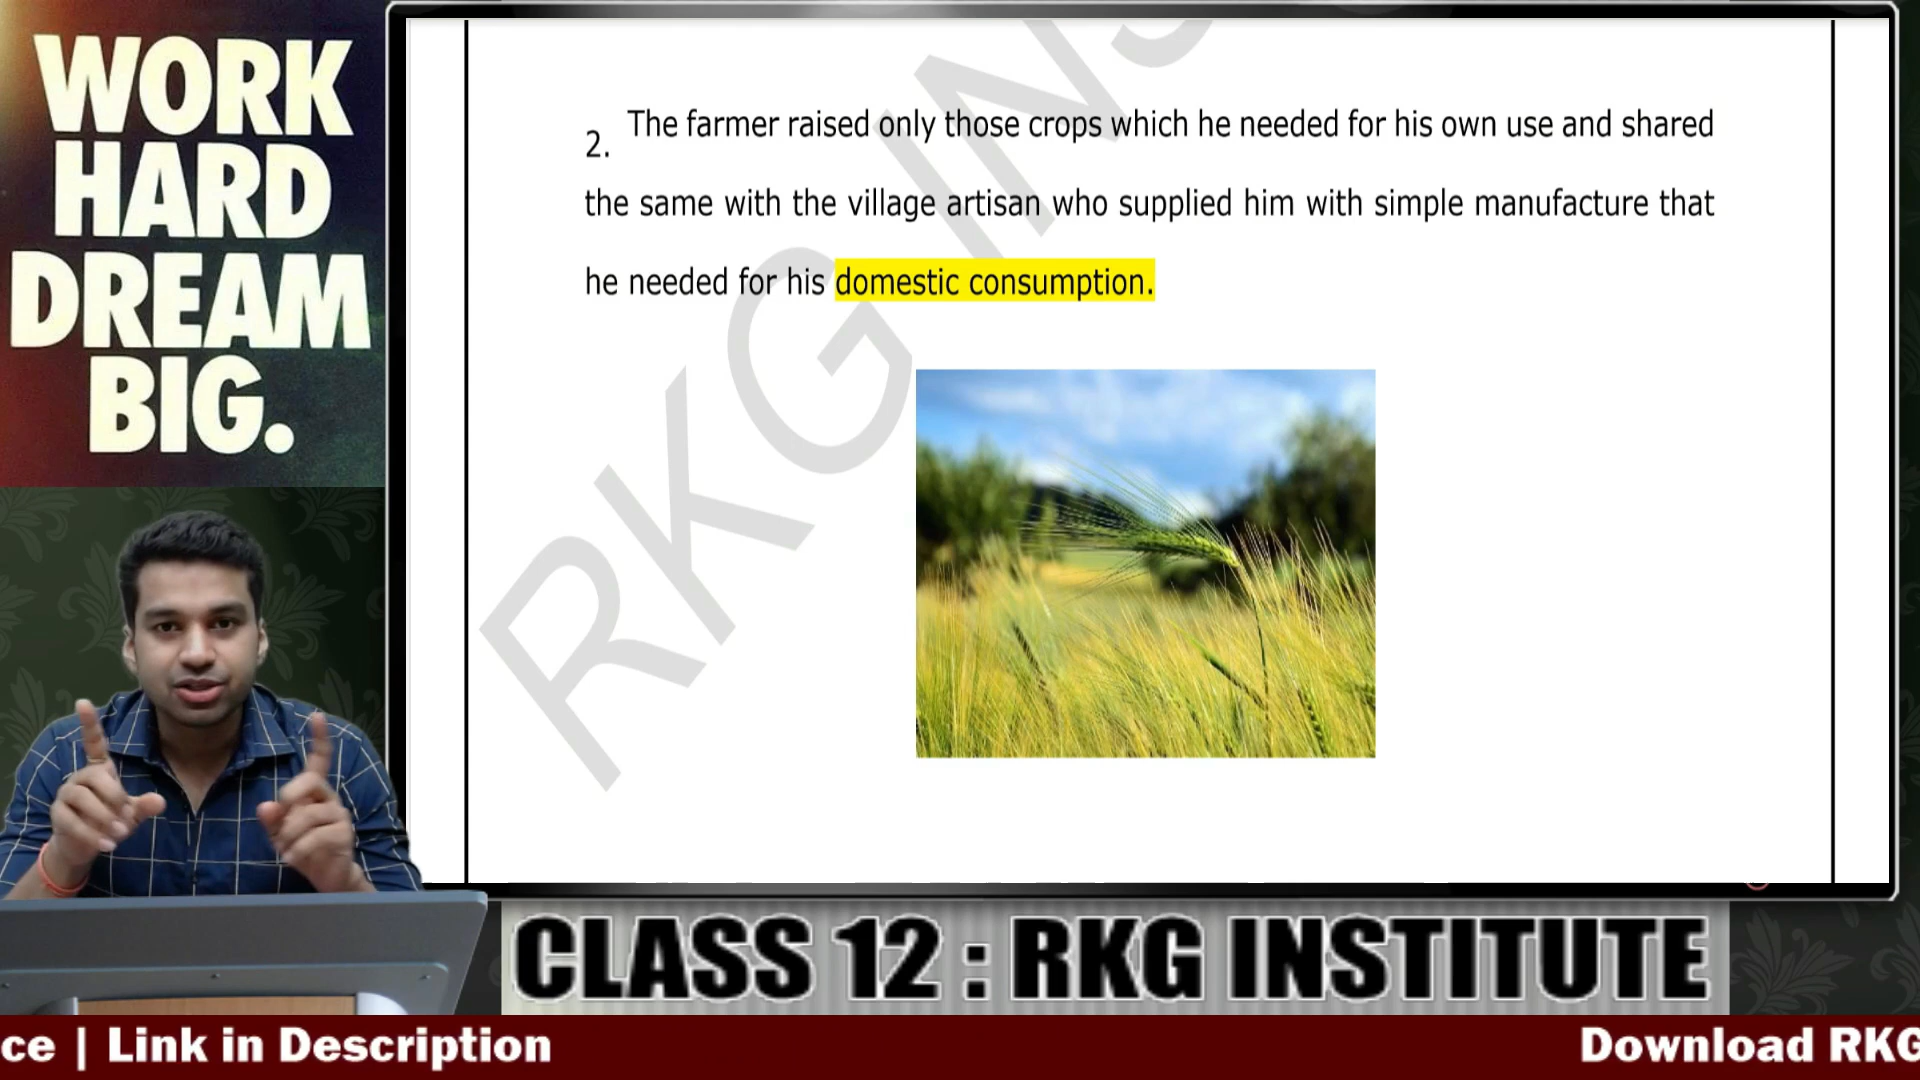 WORK
HARD
DREAM
BIG.
2. The farmer raised only those crops which he needed for his own use and shared
the same with the village artisan who supplied him with simple manufacture that
he needed for his domestic consumption.
RKG INS
CLASS 12 : RKG INSTITUTE
ce | Link in Description
Download RKG